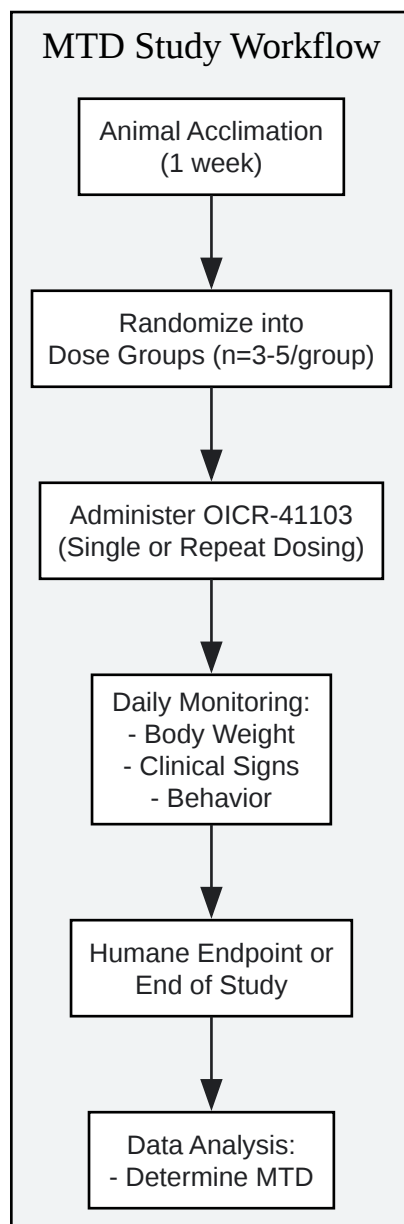 MTD Study Workflow
Animal Acclimation
(1 week)
Randomize into
Dose Groups (n=3-5/group)
Administer OICR-41103
(Single or Repeat Dosing)
Daily Monitoring:
- Body Weight
- Clinical Signs
- Behavior
Humane Endpoint or
End of Study
Data Analysis:
- Determine MTD